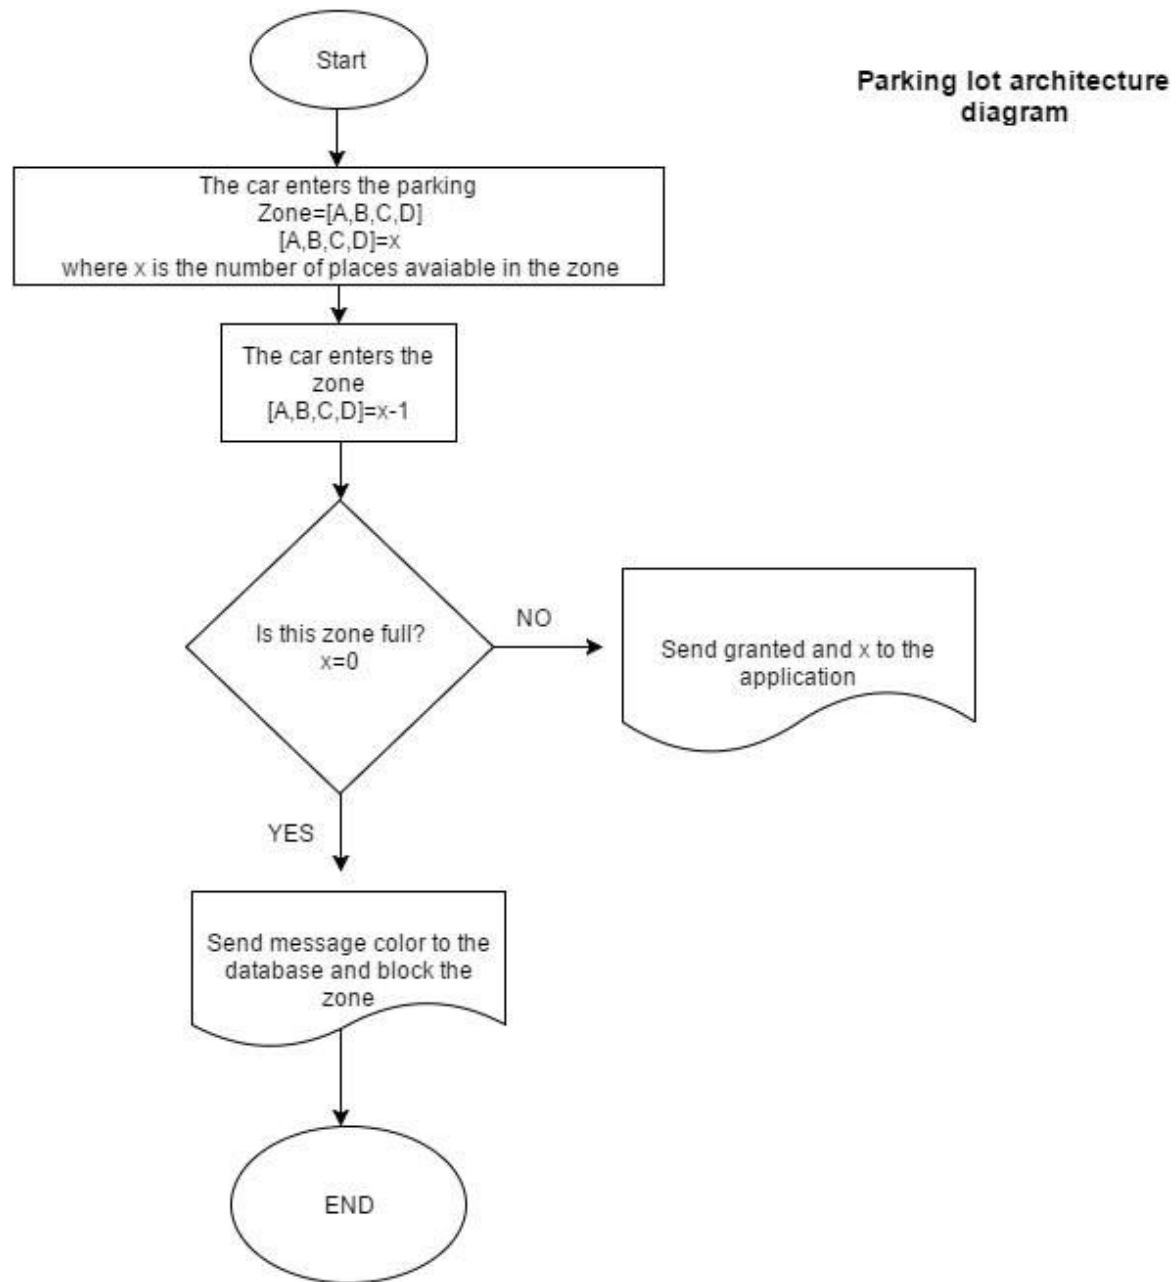 Start
Parking lot architecture
diagram
The car enters the parking
Zone=[A,B,C,D]
[A,B,C,D]=x
where x is the number of places avaiable in the zone
The car enters the
zone
[A,B,C,D]=x-1
Is this zone full?
x=0
NO
Send granted and x to the
application
YES
Send message color to the
database and block the
zone
END